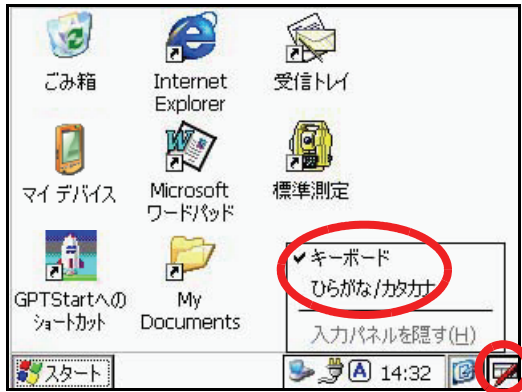 ごみ箱
Internet
Explorer
受信トレイ
マイ デバイス
Microsoft
ワードパッド
標準測定
GPTStartへの
ショートカット
My
Documents
キーボード
ひらがな/カタカナ
入力パネルを隠す(H)
スタート
A 14:32